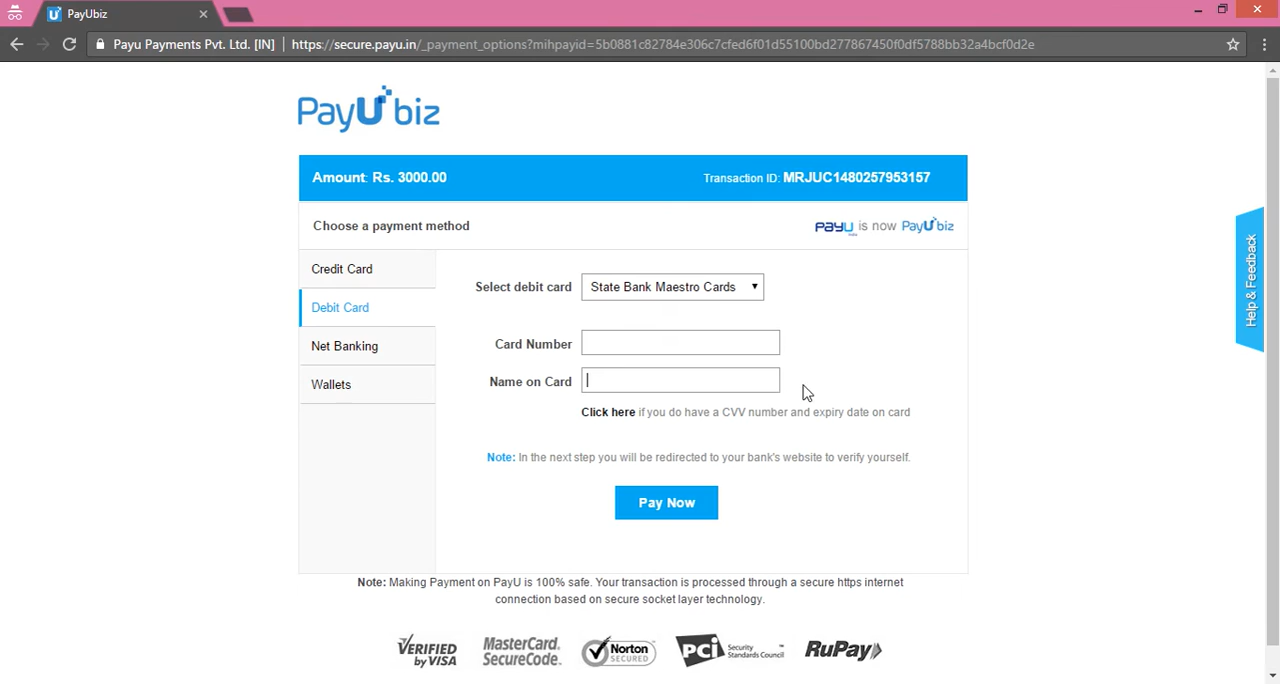 PayUbiz
Payu Payments Pvt. Ltd. [IN] https://secure.payu.in/_payment_options?mihpayid=5b0881c82784e306c7cfed6f01d55100bd277867450f0df5788bb32a4bcf0d2e
PayU biz
Amount: Rs. 3000.00 Transaction ID: MRJUC1480257953157
Choose a payment method PayU is now PayU biz
Credit Card
Debit Card
Net Banking
Wallets
Select debit card State Bank Maestro Cards
Card Number
Name on Card
Click here if you do have a CVV number and expiry date on card
Note: In the next step you will be redirected to your bank's website to verify yourself.
Pay Now
Help & Feedback
Note: Making Payment on PayU is 100% safe. Your transaction is processed through a secure https internet
connection based on secure socket layer technology.
VERIFIED by VISA
MasterCard. SecureCode.
Norton SECURED
PCI Security Standards Council
RuPay